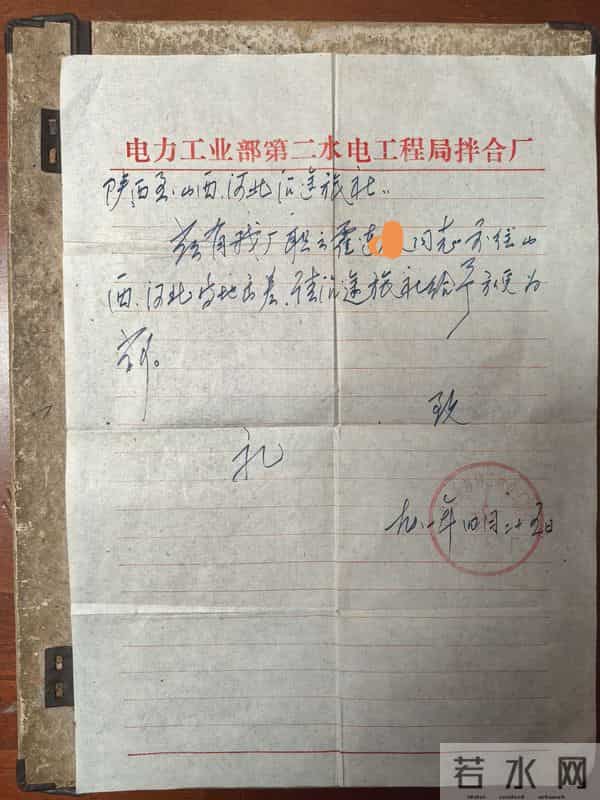 电力工业部第二水电工程局拌合厂
陕西至山西、河北沿途旅社:
兹有我厂职工霍 同志前往山
西、河北等地出差,请沿途旅社给予方便为
荷。
致
礼
一九八一年四月二十五日
若水网